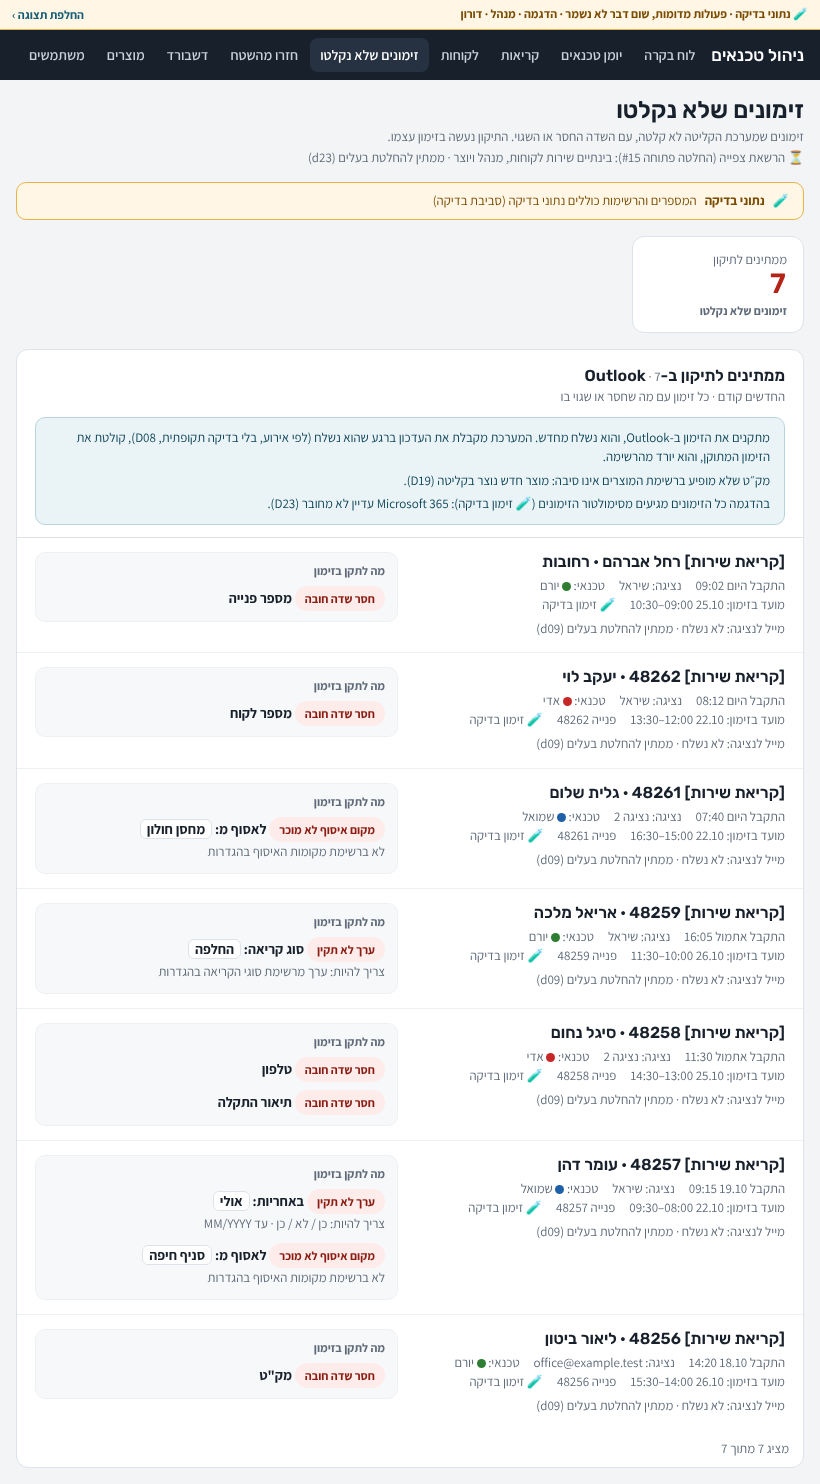 🧪 נתוני בדיקה · פעולות מדומות, שום דבר לא נשמר · הדגמה · מנהל · דורון
החלפת תצוגה ›
ניהול טכנאים
לוח בקרה
יומן טכנאים
קריאות
לקוחות
זימונים שלא נקלטו
חזרו מהשטח
דשבורד
מוצרים
משתמשים
זימונים שלא נקלטו
זימונים שמערכת הקליטה לא קלטה, עם השדה החסר או השגוי. התיקון נעשה בזימון עצמו.
⏳ הרשאת צפייה (החלטה פתוחה #15): בינתיים שירות לקוחות, מנהל ויוצר · ממתין להחלטת בעלים (d23)
🧪 נתוני בדיקה המספרים והרשימות כוללים נתוני בדיקה (סביבת בדיקה)
ממתינים לתיקון
7
זימונים שלא נקלטו
ממתינים לתיקון ב-Outlook · 7
החדשים קודם · כל זימון עם מה שחסר או שגוי בו
מתקנים את הזימון ב-Outlook, והוא נשלח מחדש. המערכת מקבלת את העדכון ברגע שהוא נשלח (לפי אירוע, בלי בדיקה תקופתית, D08), קולטת את
הזימון המתוקן, והוא יורד מהרשימה.
מק״ט שלא מופיע ברשימת המוצרים אינו סיבה: מוצר חדש נוצר בקליטה (D19).
בהדגמה כל הזימונים מגיעים מסימולטור הזימונים (🧪 זימון בדיקה): Microsoft 365 עדיין לא מחובר (D23).
[קריאת שירות] רחל אברהם • רחובות
התקבל היום 09:02 נציגה: שיראל טכנאי: יורם
מועד בזימון: 25.10 09:00–10:30 🧪 זימון בדיקה
מייל לנציגה: לא נשלח · ממתין להחלטת בעלים (d09)
מה לתקן בזימון
חסר שדה חובה מספר פנייה
[קריאת שירות] 48262 • יעקב לוי
התקבל היום 08:12 נציגה: שיראל טכנאי: אדי
מועד בזימון: 22.10 12:00–13:30 פנייה 48262 🧪 זימון בדיקה
מייל לנציגה: לא נשלח · ממתין להחלטת בעלים (d09)
מה לתקן בזימון
חסר שדה חובה מספר לקוח
[קריאת שירות] 48261 • גלית שלום
התקבל היום 07:40 נציגה: נציגה 2 טכנאי: שמואל
מועד בזימון: 22.10 15:00–16:30 פנייה 48261 🧪 זימון בדיקה
מייל לנציגה: לא נשלח · ממתין להחלטת בעלים (d09)
מה לתקן בזימון
מקום איסוף לא מוכר לאסוף מ: מחסן חולון
לא ברשימת מקומות האיסוף בהגדרות
[קריאת שירות] 48259 • אריאל מלכה
התקבל אתמול 16:05 נציגה: שיראל טכנאי: יורם
מועד בזימון: 26.10 10:00–11:30 פנייה 48259 🧪 זימון בדיקה
מייל לנציגה: לא נשלח · ממתין להחלטת בעלים (d09)
מה לתקן בזימון
ערך לא תקין סוג קריאה: החלפה
צריך להיות: ערך מרשימת סוגי הקריאה בהגדרות
[קריאת שירות] 48258 • סיגל נחום
התקבל אתמול 11:30 נציגה: נציגה 2 טכנאי: אדי
מועד בזימון: 25.10 13:00–14:30 פנייה 48258 🧪 זימון בדיקה
מייל לנציגה: לא נשלח · ממתין להחלטת בעלים (d09)
מה לתקן בזימון
חסר שדה חובה טלפון
חסר שדה חובה תיאור התקלה
[קריאת שירות] 48257 • עומר דהן
התקבל 19.10 09:15 נציגה: שיראל טכנאי: שמואל
מועד בזימון: 22.10 08:00–09:30 פנייה 48257 🧪 זימון בדיקה
מייל לנציגה: לא נשלח · ממתין להחלטת בעלים (d09)
מה לתקן בזימון
ערך לא תקין באחריות: אולי
צריך להיות: כן / לא / כן · עד MM/YYYY
מקום איסוף לא מוכר לאסוף מ: סניף חיפה
לא ברשימת מקומות האיסוף בהגדרות
[קריאת שירות] 48256 • ליאור ביטון
התקבל 18.10 14:20 נציגה: office@example.test טכנאי: יורם
מועד בזימון: 26.10 14:00–15:30 פנייה 48256 🧪 זימון בדיקה
מייל לנציגה: לא נשלח · ממתין להחלטת בעלים (d09)
מה לתקן בזימון
חסר שדה חובה מק"ט
מציג 7 מתוך 7